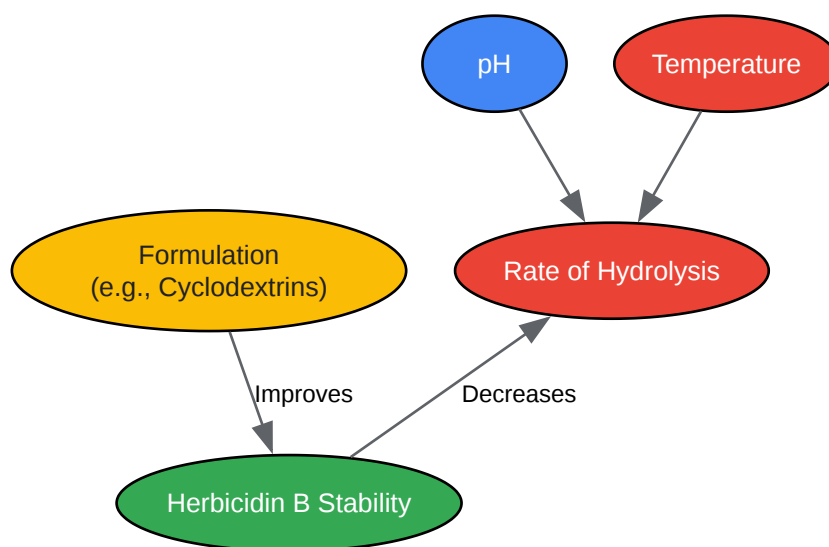 pH
Temperature
Formulation
(e.g., Cyclodextrins)
Rate of Hydrolysis
Improves
Decreases
Herbicidin B Stability